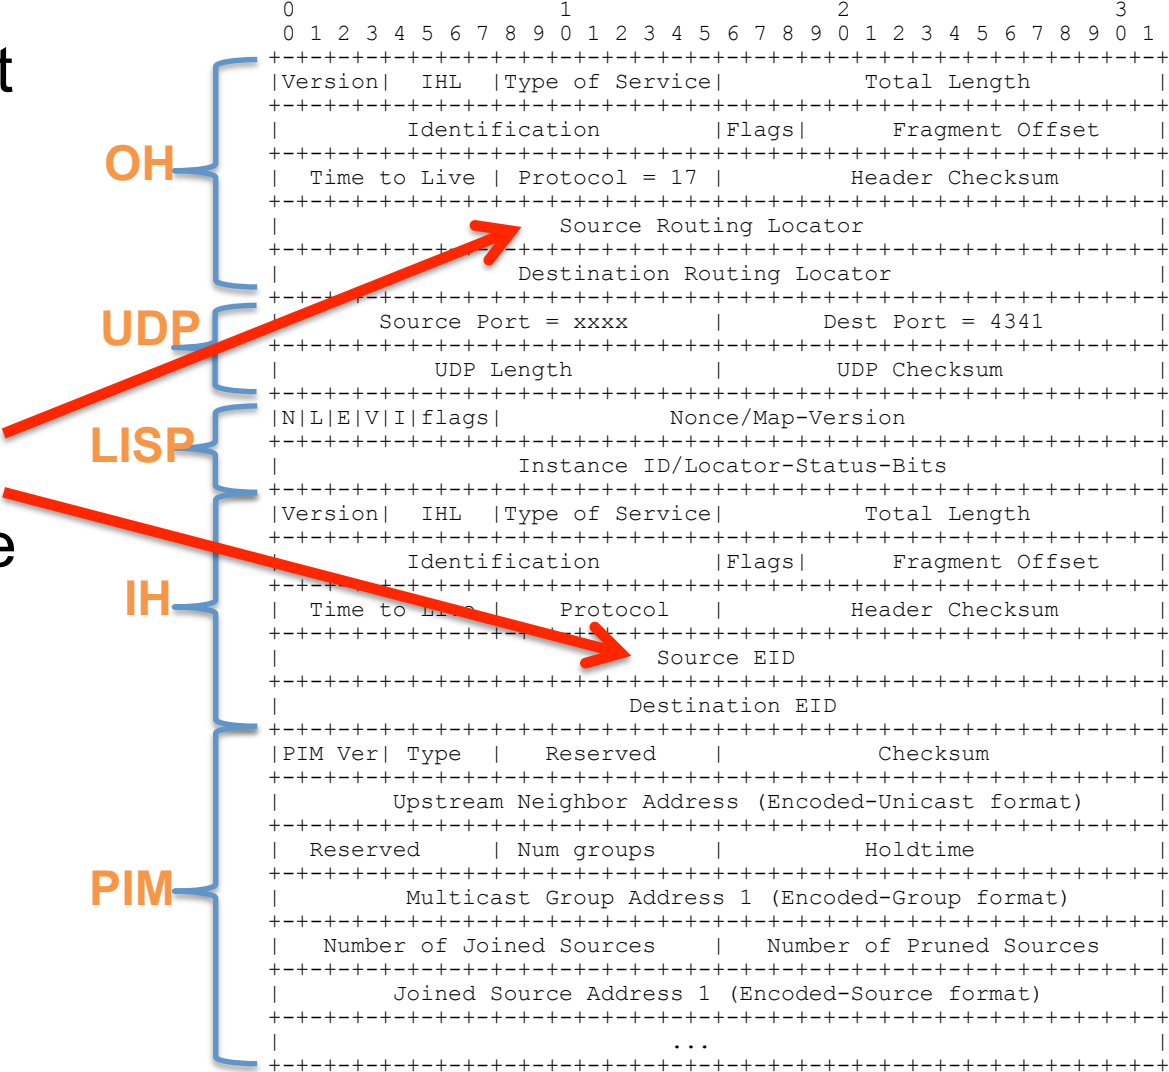 0                   1                   2                   3
0 1 2 3 4 5 6 7 8 9 0 1 2 3 4 5 6 7 8 9 0 1 2 3 4 5 6 7 8 9 0 1
t
+-+-+-+-+-+-+-+-+-+-+-+-+-+-+-+-+-+-+-+-+-+-+-+-+-+-+-+-+-+-+-+-+
|Version|  IHL  |Type of Service|          Total Length         |
+-+-+-+-+-+-+-+-+-+-+-+-+-+-+-+-+-+-+-+-+-+-+-+-+-+-+-+-+-+-+-+-+
|         Identification        |Flags|      Fragment Offset    |
+-+-+-+-+-+-+-+-+-+-+-+-+-+-+-+-+-+-+-+-+-+-+-+-+-+-+-+-+-+-+-+-+
OH
|  Time to Live | Protocol = 17 |         Header Checksum       |
+-+-+-+-+-+-+-+-+-+-+-+-+-+-+-+-+-+-+-+-+-+-+-+-+-+-+-+-+-+-+-+-+
|                    Source Routing Locator                     |
+-+-+-+-+-+-+-+-+-+-+-+-+-+-+-+-+-+-+-+-+-+-+-+-+-+-+-+-+-+-+-+-+
|                 Destination Routing Locator                   |
+-+-+-+-+-+-+-+-+-+-+-+-+-+-+-+-+-+-+-+-+-+-+-+-+-+-+-+-+-+-+-+-+
UDP
|       Source Port = xxxx      |       Dest Port = 4341        |
+-+-+-+-+-+-+-+-+-+-+-+-+-+-+-+-+-+-+-+-+-+-+-+-+-+-+-+-+-+-+-+-+
|           UDP Length          |        UDP Checksum           |
+-+-+-+-+-+-+-+-+-+-+-+-+-+-+-+-+-+-+-+-+-+-+-+-+-+-+-+-+-+-+-+-+
LISP
|N|L|E|V|I|flags|            Nonce/Map-Version                  |
+-+-+-+-+-+-+-+-+-+-+-+-+-+-+-+-+-+-+-+-+-+-+-+-+-+-+-+-+-+-+-+-+
|                 Instance ID/Locator-Status-Bits               |
+-+-+-+-+-+-+-+-+-+-+-+-+-+-+-+-+-+-+-+-+-+-+-+-+-+-+-+-+-+-+-+-+
|Version|  IHL  |Type of Service|          Total Length         |
+-+-+-+-+-+-+-+-+-+-+-+-+-+-+-+-+-+-+-+-+-+-+-+-+-+-+-+-+-+-+-+-+
e
|         Identification        |Flags|      Fragment Offset    |
+-+-+-+-+-+-+-+-+-+-+-+-+-+-+-+-+-+-+-+-+-+-+-+-+-+-+-+-+-+-+-+-+
IH
|  Time to Live |    Protocol   |         Header Checksum       |
+-+-+-+-+-+-+-+-+-+-+-+-+-+-+-+-+-+-+-+-+-+-+-+-+-+-+-+-+-+-+-+-+
|                           Source EID                          |
+-+-+-+-+-+-+-+-+-+-+-+-+-+-+-+-+-+-+-+-+-+-+-+-+-+-+-+-+-+-+-+-+
|                         Destination EID                       |
+-+-+-+-+-+-+-+-+-+-+-+-+-+-+-+-+-+-+-+-+-+-+-+-+-+-+-+-+-+-+-+-+
|PIM Ver| Type  |   Reserved    |           Checksum            |
+-+-+-+-+-+-+-+-+-+-+-+-+-+-+-+-+-+-+-+-+-+-+-+-+-+-+-+-+-+-+-+-+
|        Upstream Neighbor Address (Encoded-Unicast format)     |
+-+-+-+-+-+-+-+-+-+-+-+-+-+-+-+-+-+-+-+-+-+-+-+-+-+-+-+-+-+-+-+-+
|  Reserved     | Num groups    |          Holdtime             |
+-+-+-+-+-+-+-+-+-+-+-+-+-+-+-+-+-+-+-+-+-+-+-+-+-+-+-+-+-+-+-+-+
PIM
|         Multicast Group Address 1 (Encoded-Group format)      |
+-+-+-+-+-+-+-+-+-+-+-+-+-+-+-+-+-+-+-+-+-+-+-+-+-+-+-+-+-+-+-+-+
|   Number of Joined Sources    |   Number of Pruned Sources    |
+-+-+-+-+-+-+-+-+-+-+-+-+-+-+-+-+-+-+-+-+-+-+-+-+-+-+-+-+-+-+-+-+
|        Joined Source Address 1 (Encoded-Source format)        |
+-+-+-+-+-+-+-+-+-+-+-+-+-+-+-+-+-+-+-+-+-+-+-+-+-+-+-+-+-+-+-+-+
|                             ...                               |
+-+-+-+-+-+-+-+-+-+-+-+-+-+-+-+-+-+-+-+-+-+-+-+-+-+-+-+-+-+-+-+-+